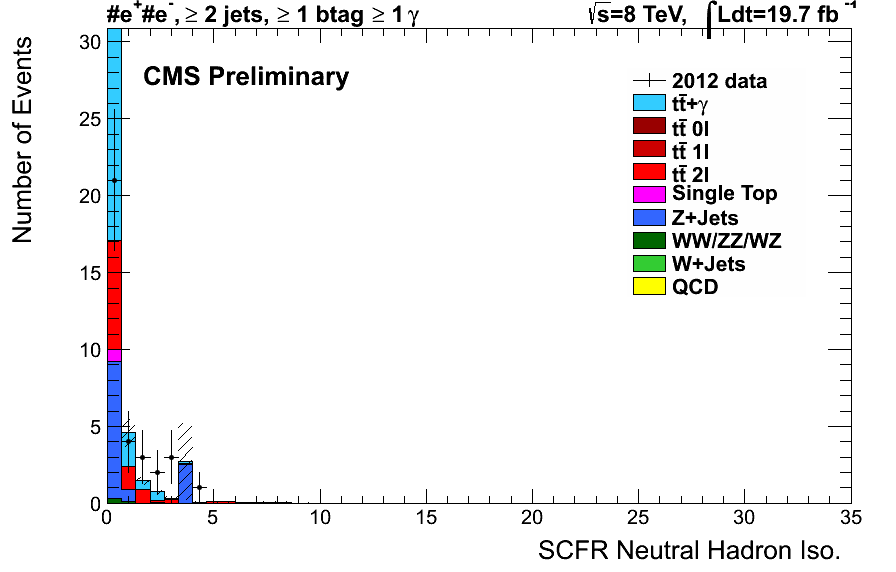 #e⁺#e⁻, ≥ 2 jets, ≥ 1 btag ≥ 1 γ
√s=8 TeV, ∫Ldt=19.7 fb⁻¹
CMS Preliminary
2012 data
tt̄+γ
tt̄ 0l
tt̄ 1l
tt̄ 2l
Single Top
Z+Jets
WW/ZZ/WZ
W+Jets
QCD
Number of Events
30
25
20
15
10
5
0
0 5 10 15 20 25 30 35
SCFR Neutral Hadron Iso.